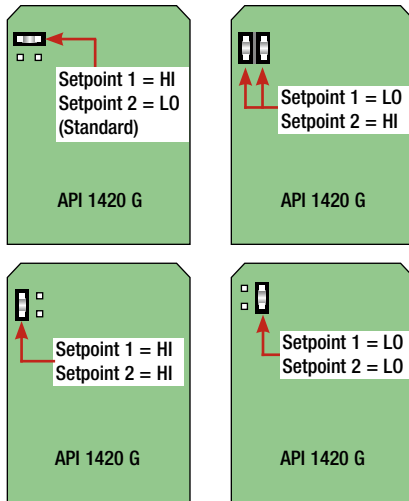 Setpoint 1 = HI
Setpoint 2 = LO
(Standard)
API 1420 G
Setpoint 1 = LO
Setpoint 2 = HI
API 1420 G
Setpoint 1 = HI
Setpoint 2 = HI
API 1420 G
Setpoint 1 = LO
Setpoint 2 = LO
API 1420 G